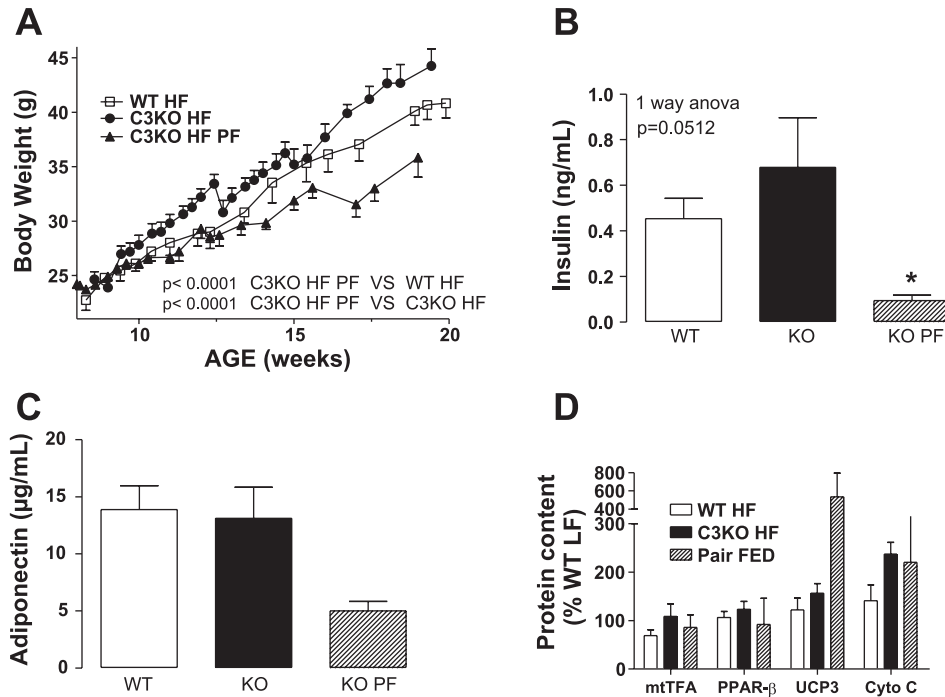 A
Body Weight (g)
45
40
35
30
25
WT HF
C3KO HF
C3KO HF PF
p< 0.0001 C3KO HF PF VS WT HF
p< 0.0001 C3KO HF PF VS C3KO HF
10 15 20
AGE (weeks)
B
Insulin (ng/mL)
1.0
0.8
0.6
0.4
0.2
0.0
1 way anova
p=0.0512
*
WT KO KO PF
C
Adiponectin (µg/mL)
20
15
10
5
0
WT KO KO PF
D
Protein content
(% WT LF)
800
600
400
200
100
0
WT HF
C3KO HF
Pair FED
mtTFA PPAR-β UCP3 Cyto C